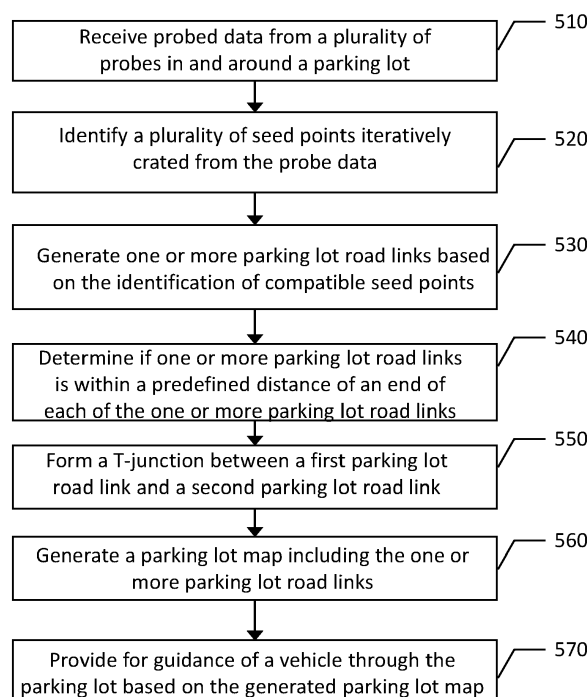 510
Receive probed data from a plurality of
probes in and around a parking lot
520
Identify a plurality of seed points iteratively
crated from the probe data
530
Generate one or more parking lot road links based
on the identification of compatible seed points
540
Determine if one or more parking lot road links
is within a predefined distance of an end of
each of the one or more parking lot road links
550
Form a T-junction between a first parking lot
road link and a second parking lot road link
560
Generate a parking lot map including the one or
more parking lot road links
570
Provide for guidance of a vehicle through the
parking lot based on the generated parking lot map